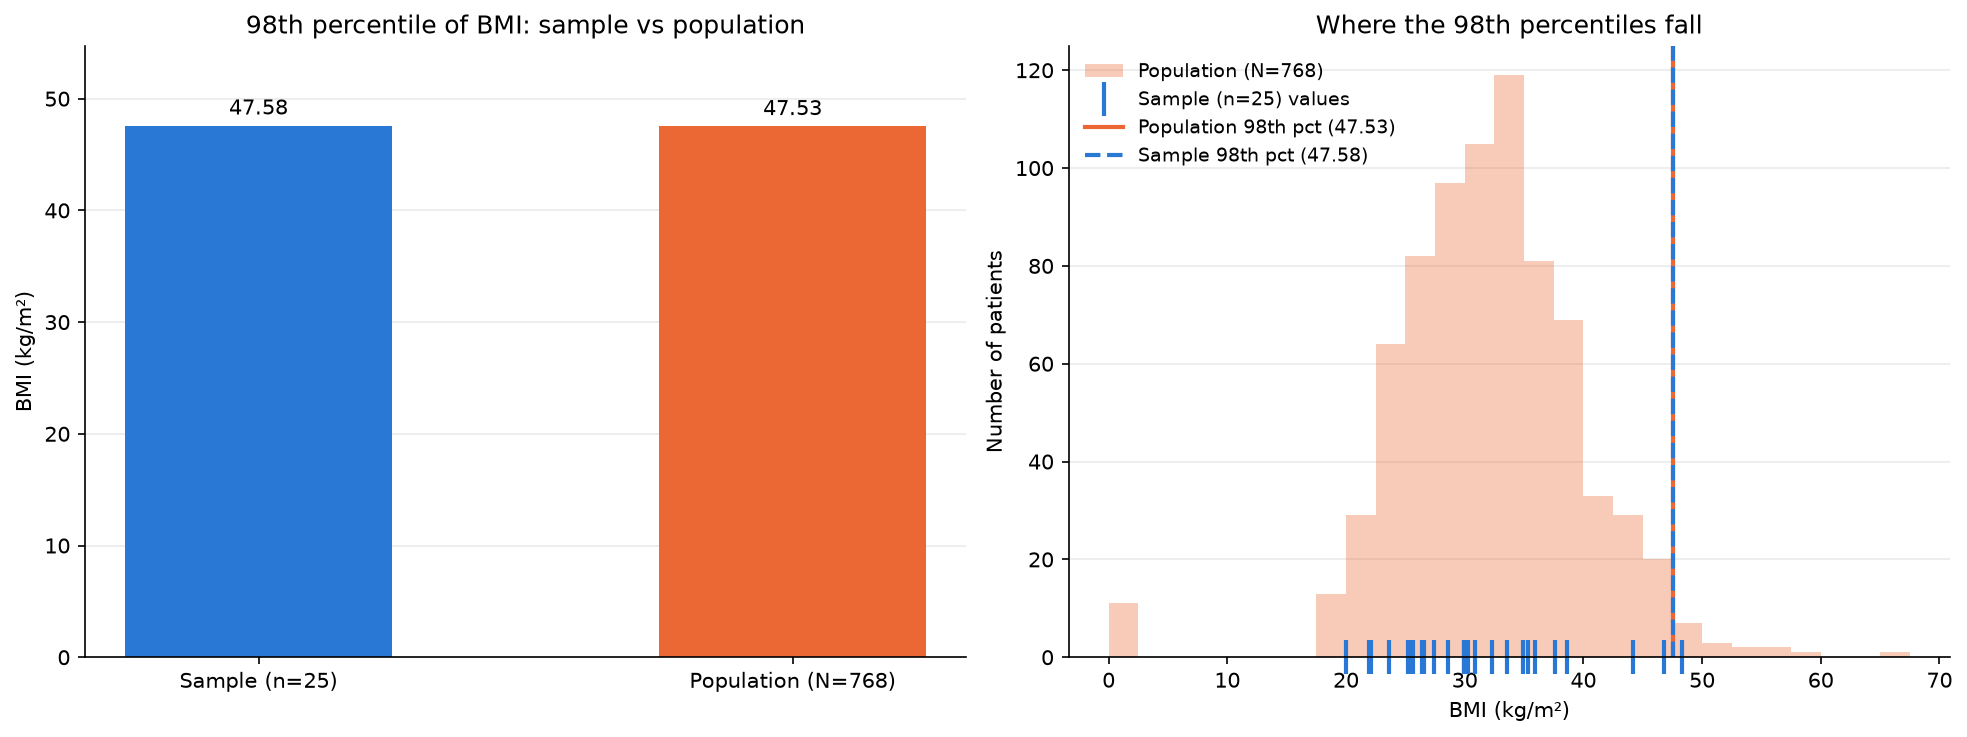 98th percentile of BMI: sample vs population
BMI (kg/m²)
50
40
30
20
10
0
47.58
47.53
Sample (n=25)
Population (N=768)
Where the 98th percentiles fall
Number of patients
120
100
80
60
40
20
0
Population (N=768)
Sample (n=25) values
Population 98th pct (47.53)
Sample 98th pct (47.58)
0
10
20
30
40
50
60
70
BMI (kg/m²)